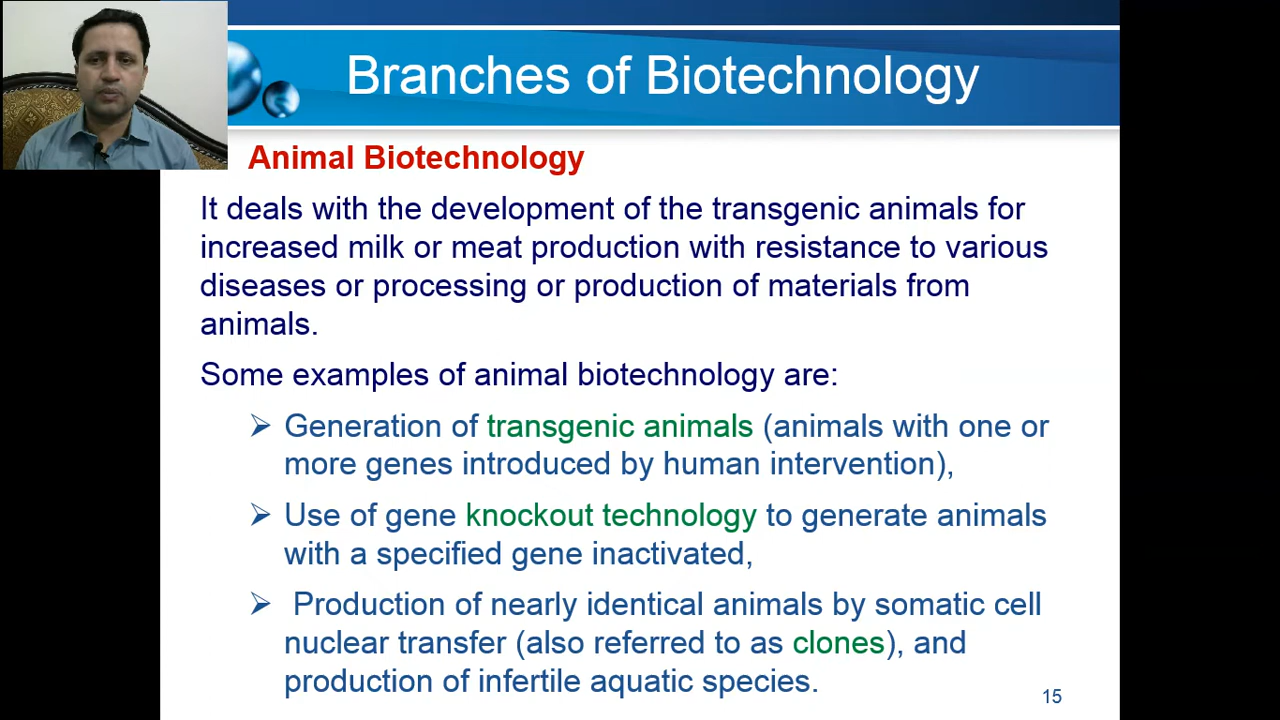 Branches of Biotechnology
Animal Biotechnology
It deals with the development of the transgenic animals for
increased milk or meat production with resistance to various
diseases or processing or production of materials from
animals.
Some examples of animal biotechnology are:
➢ Generation of transgenic animals (animals with one or
more genes introduced by human intervention),
➢ Use of gene knockout technology to generate animals
with a specified gene inactivated,
➢ Production of nearly identical animals by somatic cell
nuclear transfer (also referred to as clones), and
production of infertile aquatic species.
15